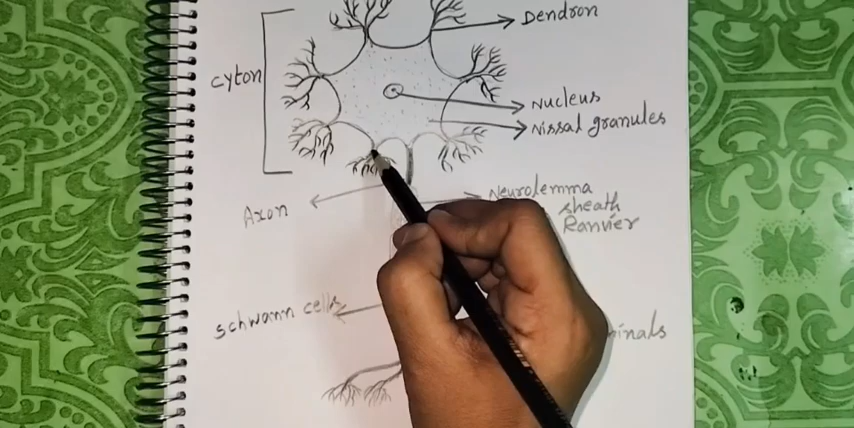 Dendron
cyton
Nucleus
Nissal granules
Neurolemma
Axon
sheath
Ranvier
schwann cells